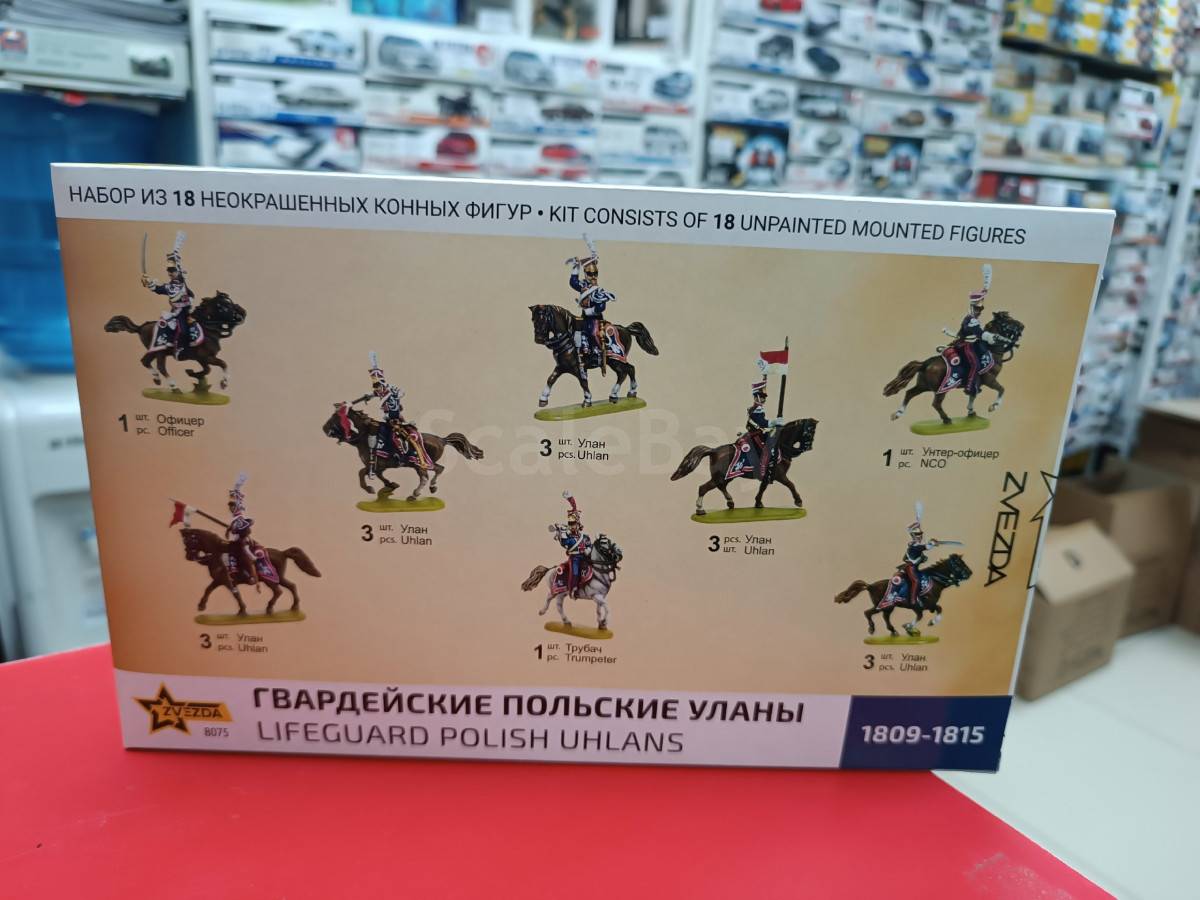 НАБОР ИЗ 18 НЕОКРАШЕННЫХ КОННЫХ ФИГУР • KIT CONSISTS OF 18 UNPAINTED MOUNTED FIGURES
1 шт. Офицер
pc. Officer
3 шт. Улан
pcs. Uhlan
3 шт. Улан
pcs. Uhlan
3 pcs. Улан
шт. Uhlan
1 шт. Унтер-офицер
pc. NCO
3 шт. Улан
pcs. Uhlan
1 шт. Трубач
pc. Trumpeter
3 шт. Улан
pcs. Uhlan
ZVEZDA
ZVEZDA
8075
ГВАРДЕЙСКИЕ ПОЛЬСКИЕ УЛАНЫ
LIFEGUARD POLISH UHLANS
1809-1815